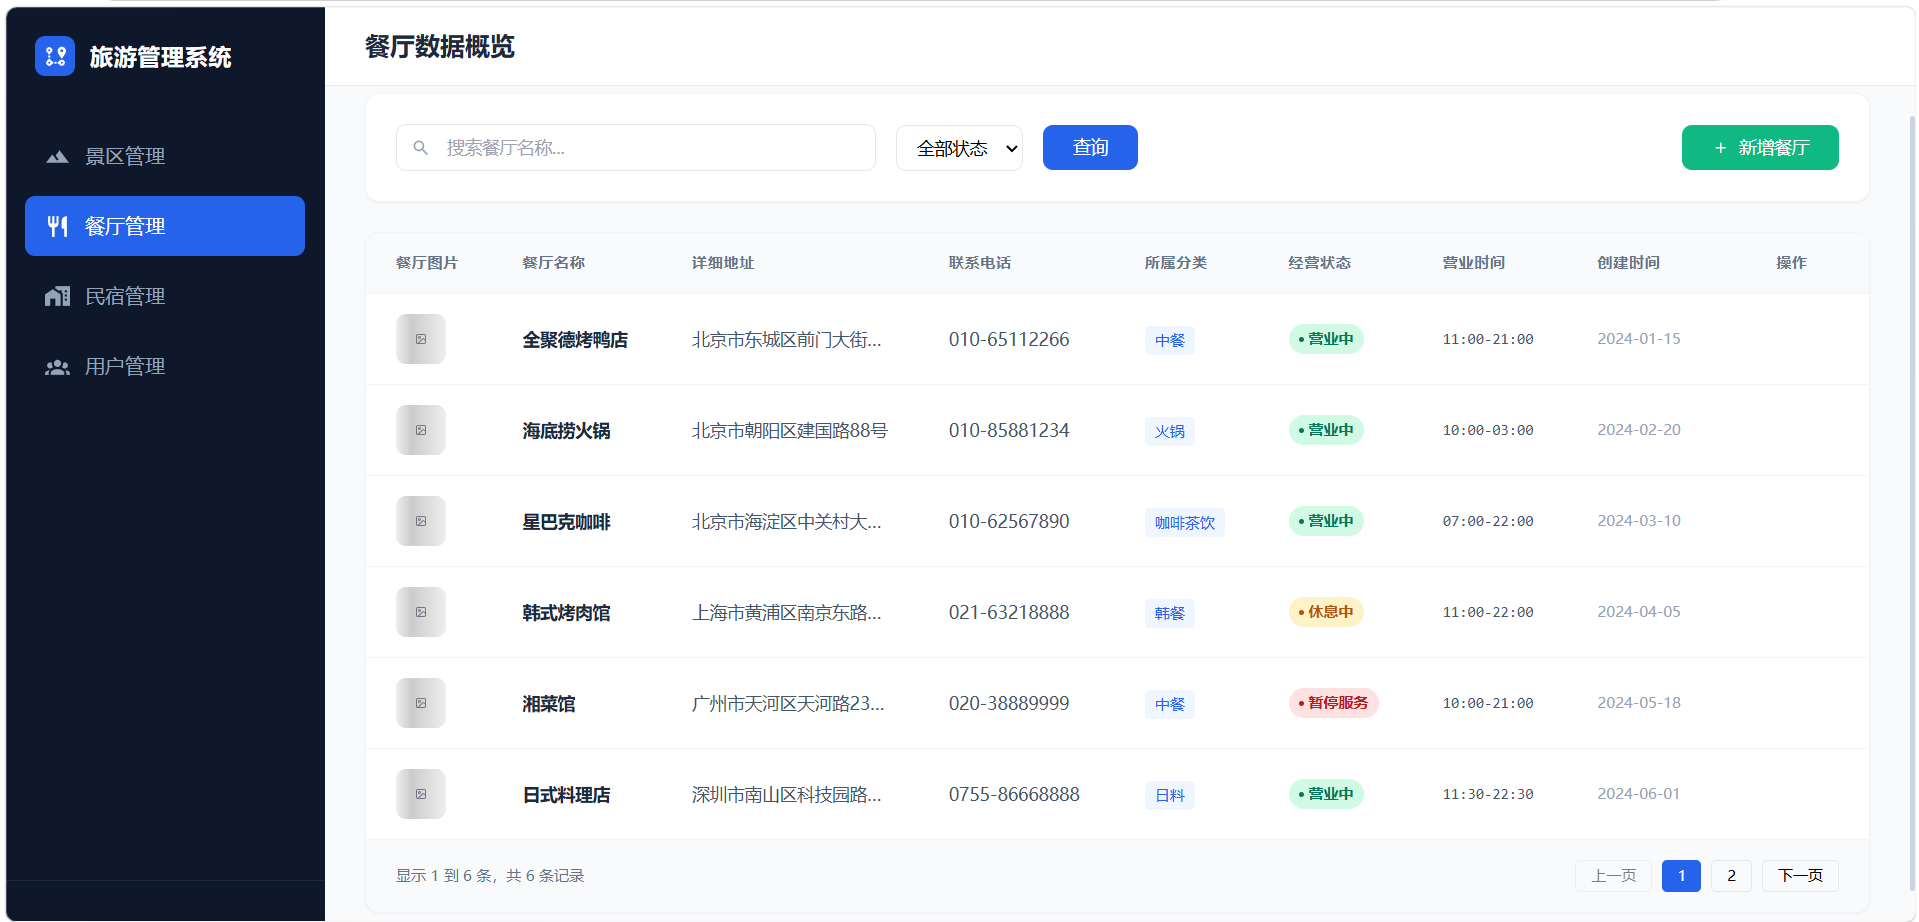 旅游管理系统
景区管理
餐厅管理
民宿管理
用户管理
餐厅数据概览
搜索餐厅名称...
全部状态
查询
+ 新增餐厅
餐厅图片 餐厅名称 详细地址 联系电话 所属分类 经营状态 营业时间 创建时间 操作
全聚德烤鸭店 北京市东城区前门大街... 010-65112266 中餐 • 营业中 11:00-21:00 2024-01-15
海底捞火锅 北京市朝阳区建国路88号 010-85881234 火锅 • 营业中 10:00-03:00 2024-02-20
星巴克咖啡 北京市海淀区中关村大... 010-62567890 咖啡茶饮 • 营业中 07:00-22:00 2024-03-10
韩式烤肉馆 上海市黄浦区南京东路... 021-63218888 韩餐 • 休息中 11:00-22:00 2024-04-05
湘菜馆 广州市天河区天河路23... 020-38889999 中餐 • 暂停服务 10:00-21:00 2024-05-18
日式料理店 深圳市南山区科技园路... 0755-86668888 日料 • 营业中 11:30-22:30 2024-06-01
显示 1 到 6 条，共 6 条记录
上一页 1 2 下一页